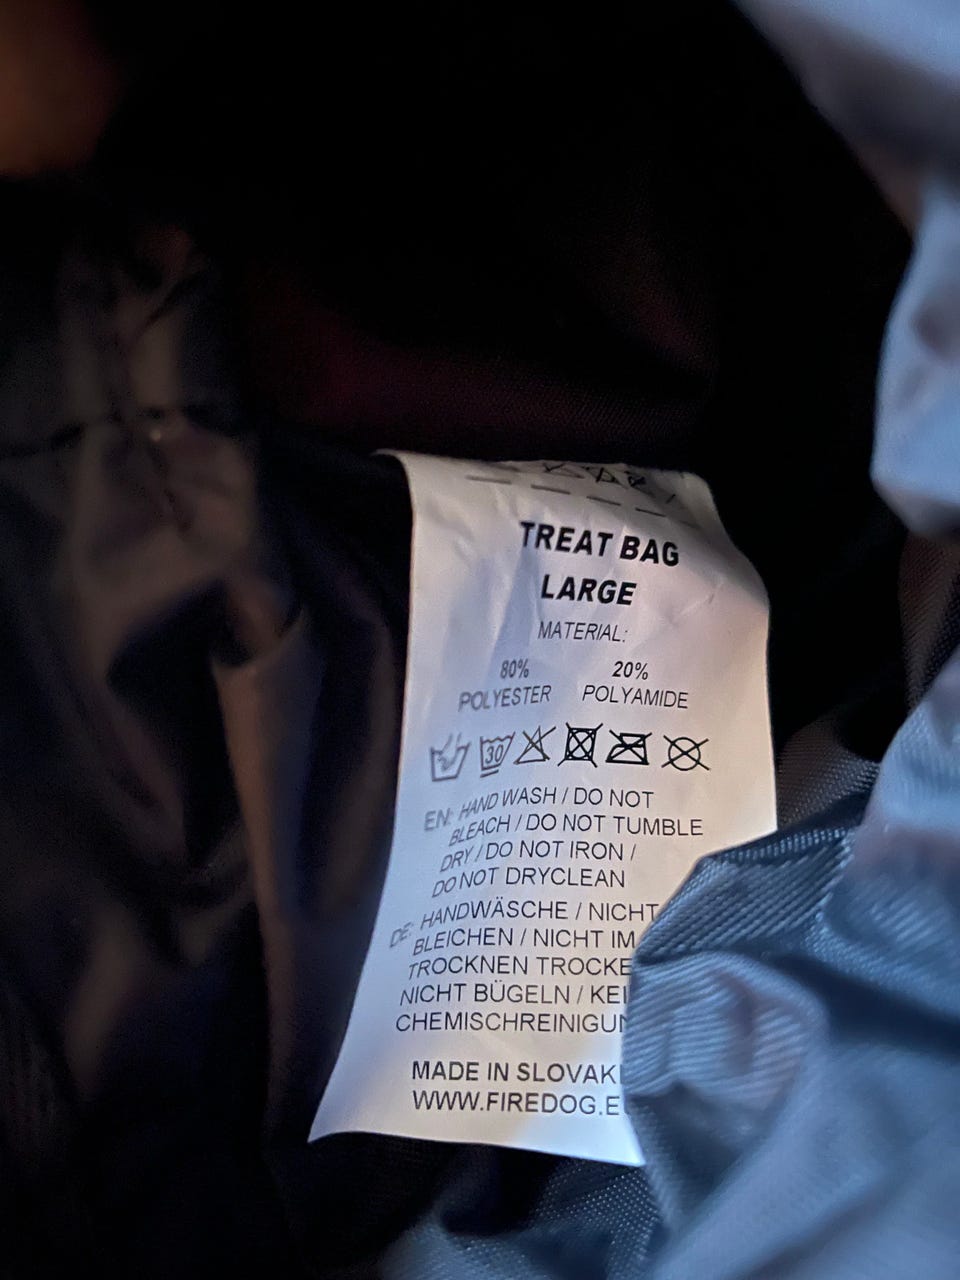 TREAT BAG
LARGE
MATERIAL:
80% 20%
POLYESTER POLYAMIDE
30
EN: HAND WASH / DO NOT
BLEACH / DO NOT TUMBLE
DRY / DO NOT IRON /
DO NOT DRYCLEAN
DE: HANDWÄSCHE / NICHT
BLEICHEN / NICHT IM
TROCKNEN TROCKE
NICHT BÜGELN / KEI
CHEMISCHREINIGUN
MADE IN SLOVAKI
WWW.FIREDOG.E